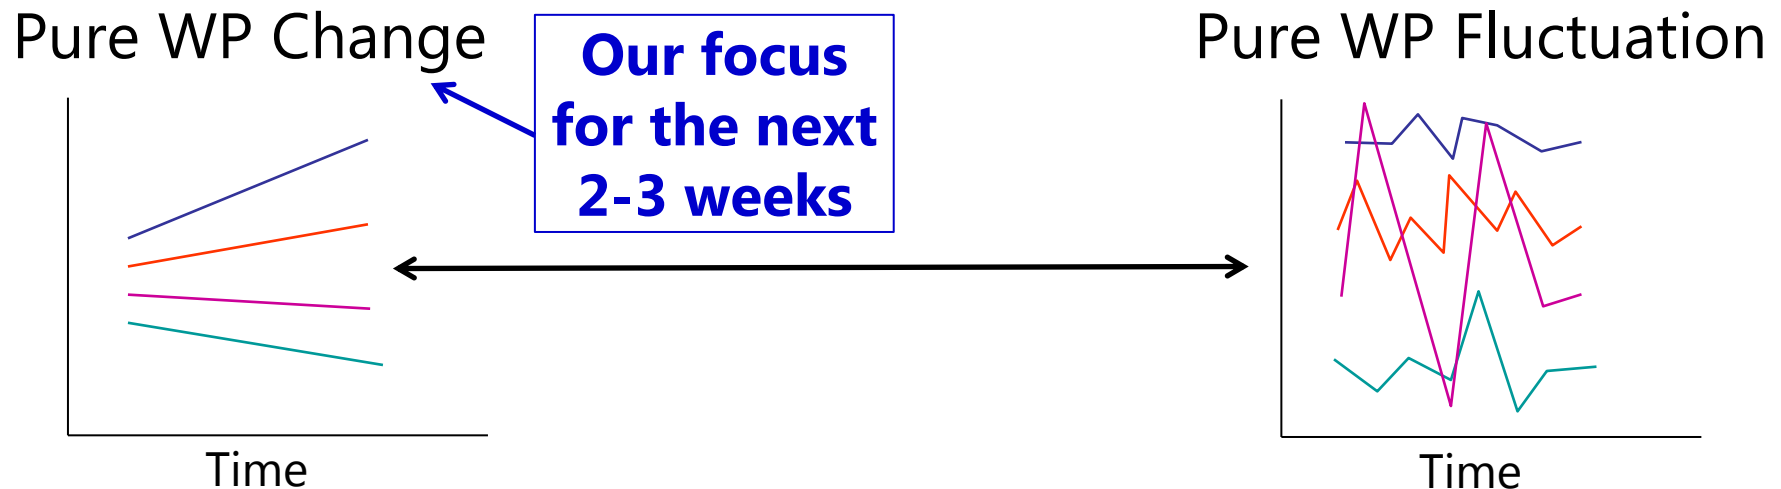 Pure WP Change
Our focus
for the next
2-3 weeks
Pure WP Fluctuation
Time
Time